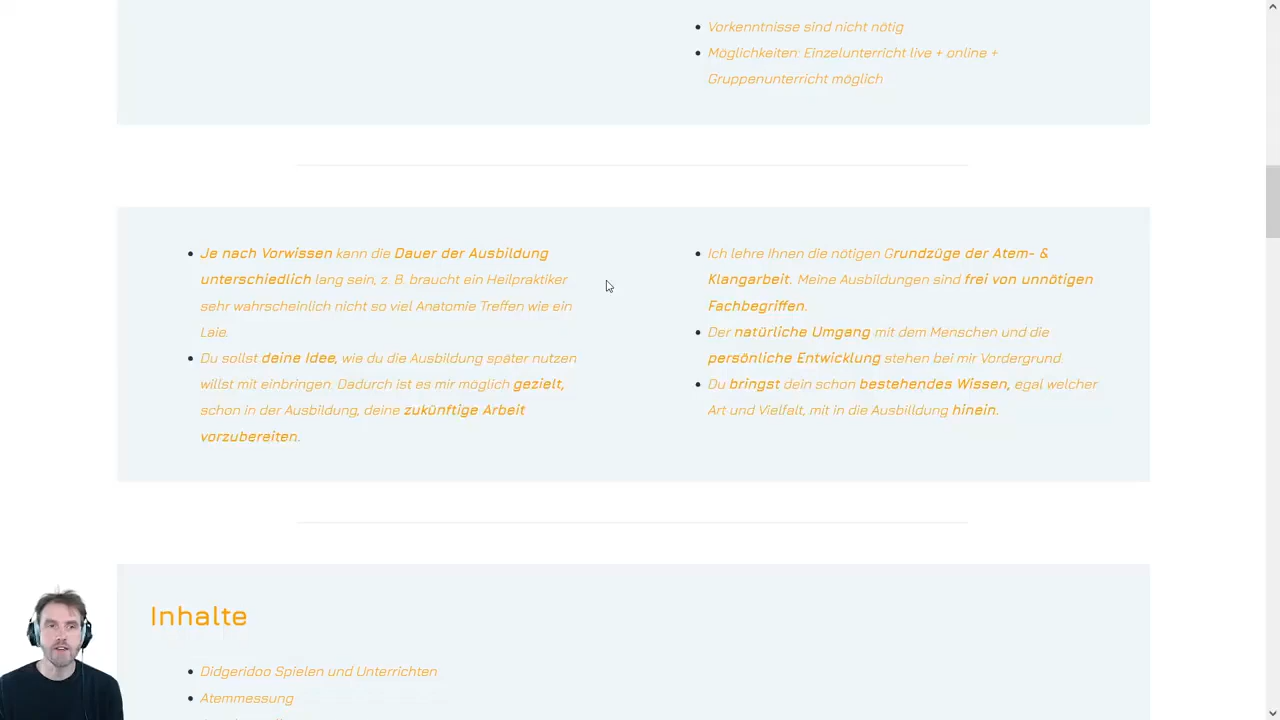 Vorkenntnisse sind nicht nötig
Möglichkeiten: Einzelunterricht live + online +
Gruppenunterricht möglich
Je nach Vorwissen kann die Dauer der Ausbildung
unterschiedlich lang sein, z. B. braucht ein Heilpraktiker
sehr wahrscheinlich nicht so viel Anatomie Treffen wie ein
Laie.
Du sollst deine Idee, wie du die Ausbildung später nutzen
willst mit einbringen. Dadurch ist es mir möglich gezielt,
schon in der Ausbildung, deine zukünftige Arbeit
vorzubereiten.
Ich lehre Ihnen die nötigen Grundzüge der Atem- &
Klangarbeit. Meine Ausbildungen sind frei von unnötigen
Fachbegriffen.
Der natürliche Umgang mit dem Menschen und die
persönliche Entwicklung stehen bei mir Vordergrund
Du bringst dein schon bestehendes Wissen, egal welcher
Art und Vielfalt, mit in die Ausbilldung hinein.
Inhalte
Didgeridoo Spielen und Unterrichten
Atemmessung